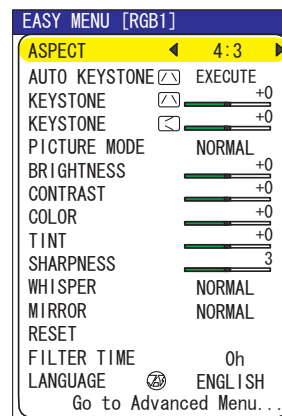 EASY MENU [RGB1]
ASPECT 4:3
AUTO KEYSTONE EXECUTE
KEYSTONE +0
KEYSTONE +0
PICTURE MODE NORMAL
BRIGHTNESS +0
CONTRAST +0
COLOR +0
TINT +0
SHARPNESS 3
WHISPER NORMAL
MIRROR NORMAL
RESET
FILTER TIME 0h
LANGUAGE ENGLISH
Go to Advanced Menu...